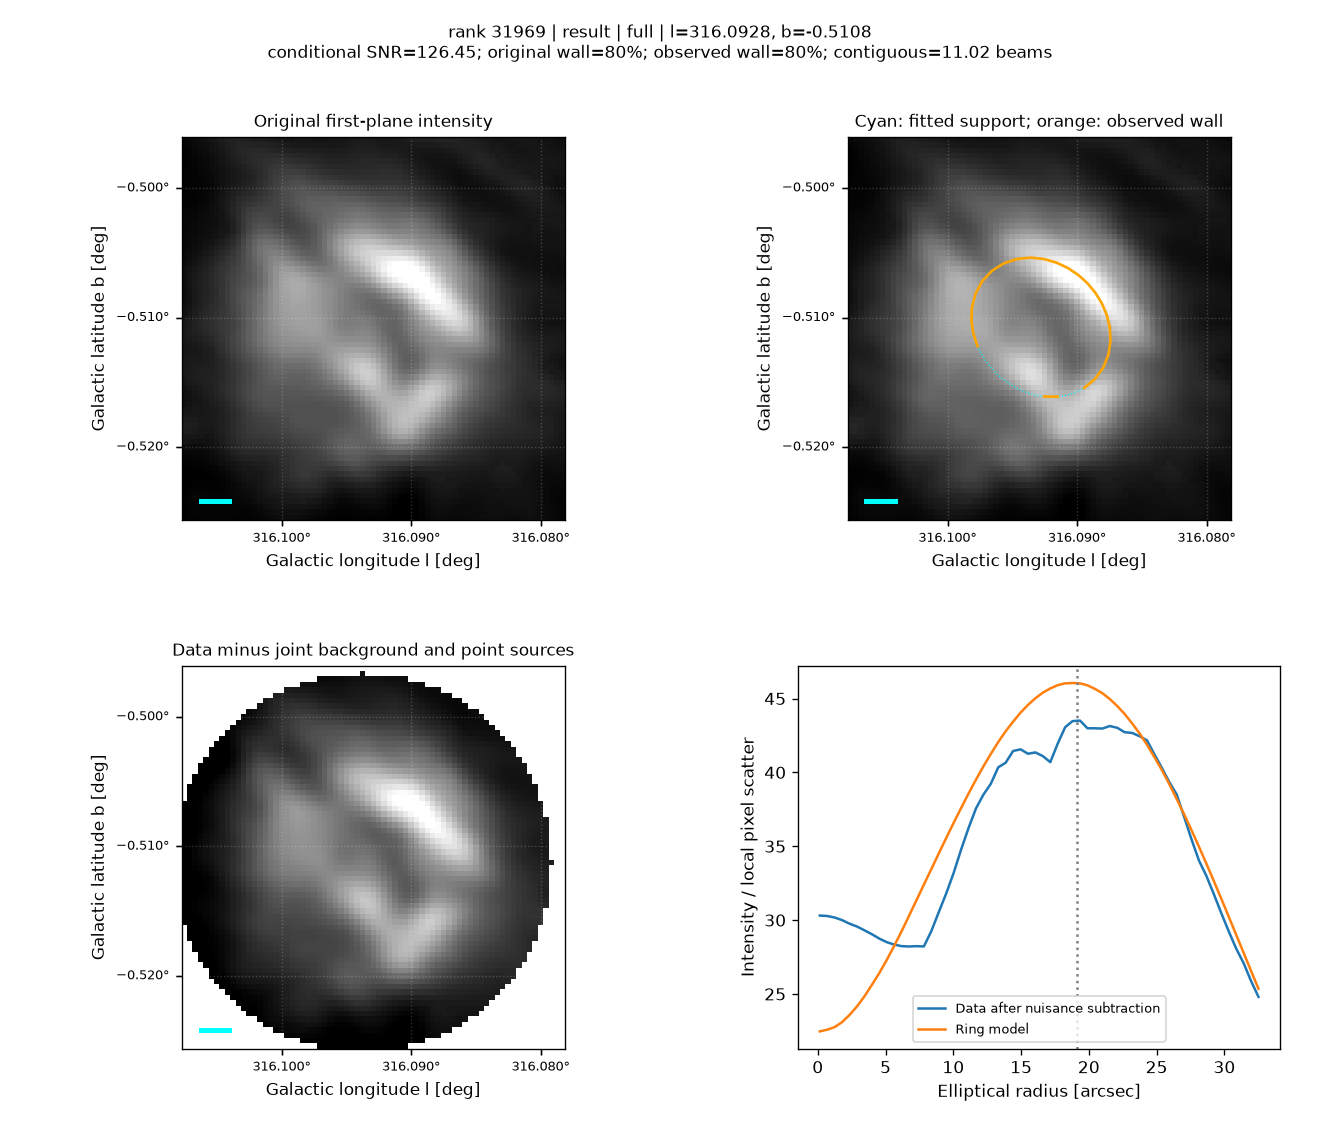 rank 31969 | result | full | l=316.0928, b=-0.5108
conditional SNR=126.45; original wall=80%; observed wall=80%; contiguous=11.02 beams
Original first-plane intensity
−0.500°
−0.510°
−0.520°
Galactic latitude b [deg]
316.100°
316.090°
316.080°
Galactic longitude l [deg]
Cyan: fitted support; orange: observed wall
−0.500°
−0.510°
−0.520°
Galactic latitude b [deg]
316.100°
316.090°
316.080°
Galactic longitude l [deg]
Data minus joint background and point sources
−0.500°
−0.510°
−0.520°
Galactic latitude b [deg]
316.100°
316.090°
316.080°
Galactic longitude l [deg]
45
40
35
30
25
Intensity / local pixel scatter
Data after nuisance subtraction
Ring model
0
5
10
15
20
25
30
Elliptical radius [arcsec]